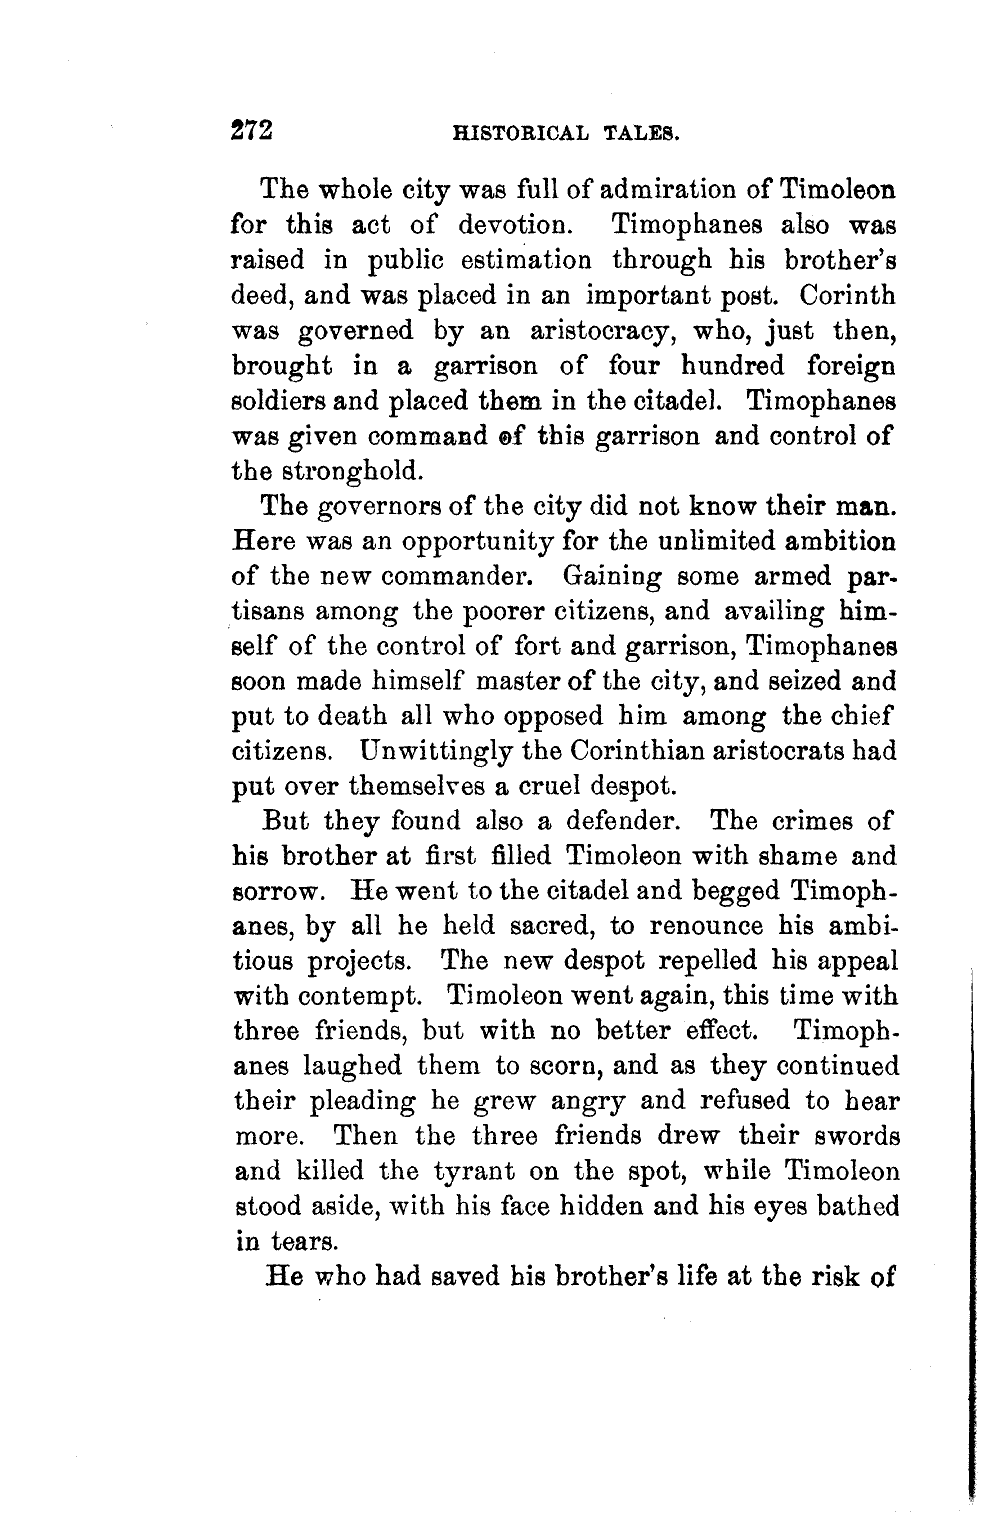 272 HISTORICAL TALES.
The whole city was full of admiration of Timoleon
for this act of devotion. Timophanes also was
raised in public estimation through his brother's
deed, and was placed in an important post. Corinth
was governed by an aristocracy, who, just then,
brought in a garrison of four hundred foreign
soldiers and placed them in the citadel. Timophanes
was given command of this garrison and control of
the stronghold.
The governors of the city did not know their man.
Here was an opportunity for the unlimited ambition
of the new commander. Gaining some armed par-
tisans among the poorer citizens, and availing him-
self of the control of fort and garrison, Timophanes
soon made himself master of the city, and seized and
put to death all who opposed him among the chief
citizens. Unwittingly the Corinthian aristocrats had
put over themselves a cruel despot.
But they found also a defender. The crimes of
his brother at first filled Timoleon with shame and
sorrow. He went to the citadel and begged Timoph-
anes, by all he held sacred, to renounce his ambi-
tious projects. The new despot repelled his appeal
with contempt. Timoleon went again, this time with
three friends, but with no better effect. Timoph-
anes laughed them to scorn, and as they continued
their pleading he grew angry and refused to hear
more. Then the three friends drew their swords
and killed the tyrant on the spot, while Timoleon
stood aside, with his face hidden and his eyes bathed
in tears.
He who had saved his brother's life at the risk of